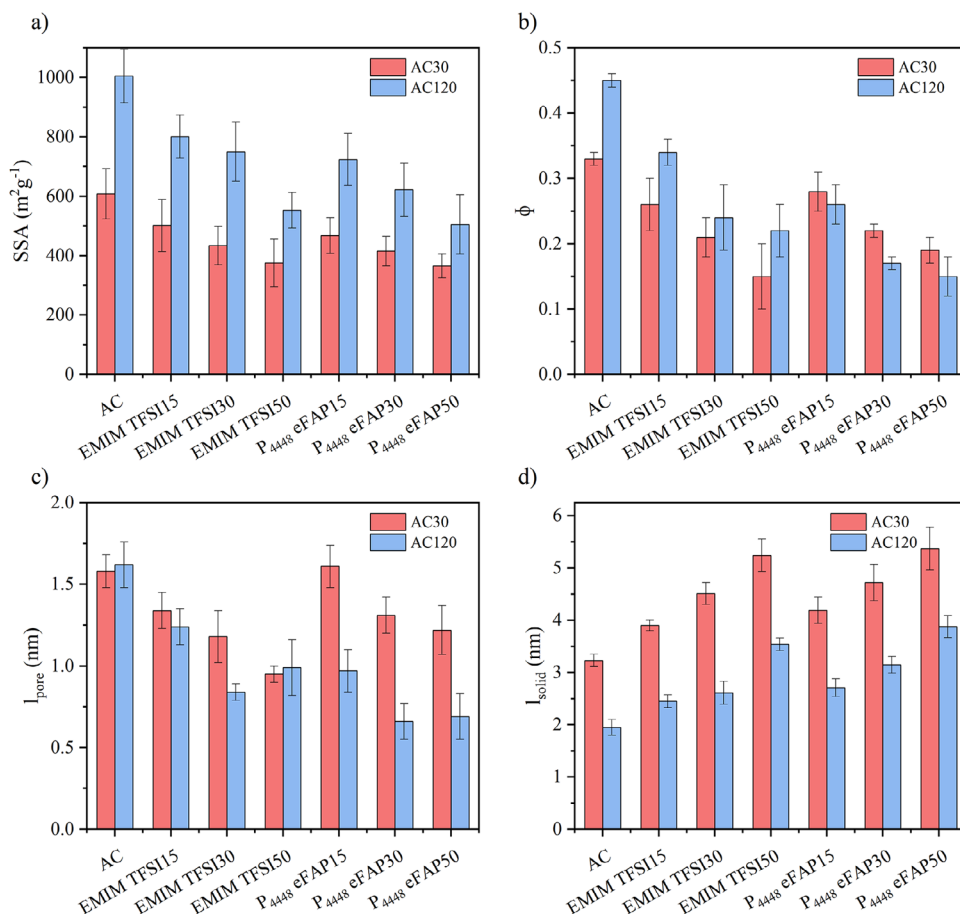 a)
SSA (m²g⁻¹)
1000
800
600
400
200
0
AC30
AC120
AC
EMIM TFSI15
EMIM TFSI30
EMIM TFSI50
P₄₄₄₈ eFAP15
P₄₄₄₈ eFAP30
P₄₄₄₈ eFAP50
b)
ϕ
0.5
0.4
0.3
0.2
0.1
0.0
AC30
AC120
AC
EMIM TFSI15
EMIM TFSI30
EMIM TFSI50
P₄₄₄₈ eFAP15
P₄₄₄₈ eFAP30
P₄₄₄₈ eFAP50
c)
lpore (nm)
2.0
1.5
1.0
0.5
0.0
AC30
AC120
AC
EMIM TFSI15
EMIM TFSI30
EMIM TFSI50
P₄₄₄₈ eFAP15
P₄₄₄₈ eFAP30
P₄₄₄₈ eFAP50
d)
lsolid (nm)
6
5
4
3
2
1
0
AC30
AC120
AC
EMIM TFSI15
EMIM TFSI30
EMIM TFSI50
P₄₄₄₈ eFAP15
P₄₄₄₈ eFAP30
P₄₄₄₈ eFAP50